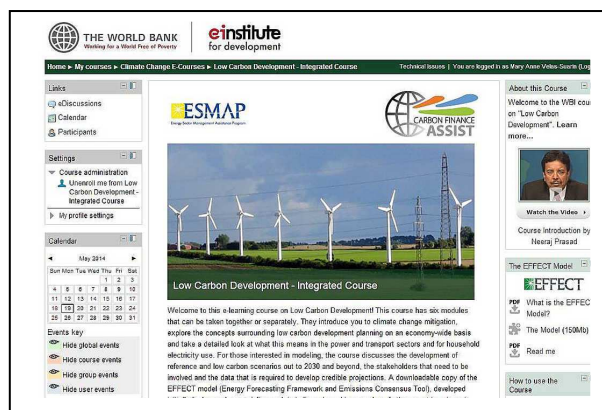 THE WORLD BANK
Working for a World Free of Poverty
einstitute
for development
Home ► My courses ► Climate Change E-Courses ► Low Carbon Development - Integrated Course
Technical Issues | You are logged in as Mary Anne Velas-Suarin (Log
Links
eDiscussions
Calendar
Participants
Settings
Course administration
Unenroll me from Low
Carbon Development -
Integrated Course
My profile settings
Calendar
◄ May 2014 ►
Sun Mon Tue Wed Thu Fri Sat
1 2 3
4 5 6 7 8 9 10
11 12 13 14 15 16 17
18 19 20 21 22 23 24
25 26 27 28 29 30 31
Events key
Hide global events
Hide course events
Hide group events
Hide user events
ESMAP
Energy Sector Management Assistance Program
CARBON FINANCE
ASSIST
Low Carbon Development - Integrated Course
Welcome to this e-learning course on Low Carbon Development! This course has six modules
that can be taken together or separately. They introduce you to climate change mitigation,
explore the concepts surrounding low carbon development planning on an economy-wide basis
and take a detailed look at what this means in the power and transport sectors and for household
electricity use. For those interested in modeling, the course discusses the development of
reference and low carbon scenarios out to 2030 and beyond, the stakeholders that need to be
involved and the data that is required to develop credible projections. A downloadable copy of the
EFFECT model (Energy Forecasting Framework and Emissions Consensus Tool), developed
About this Course
Welcome to the WBI cou
on "Low Carbon
Development". Learn
more...
Watch the Video
Course Introduction by
Neeraj Prasad
The EFFECT Model
EFFECT
PDF What is the EFFEC
Model?
The Model (150Mb)
PDF Read me
How to use the
Course